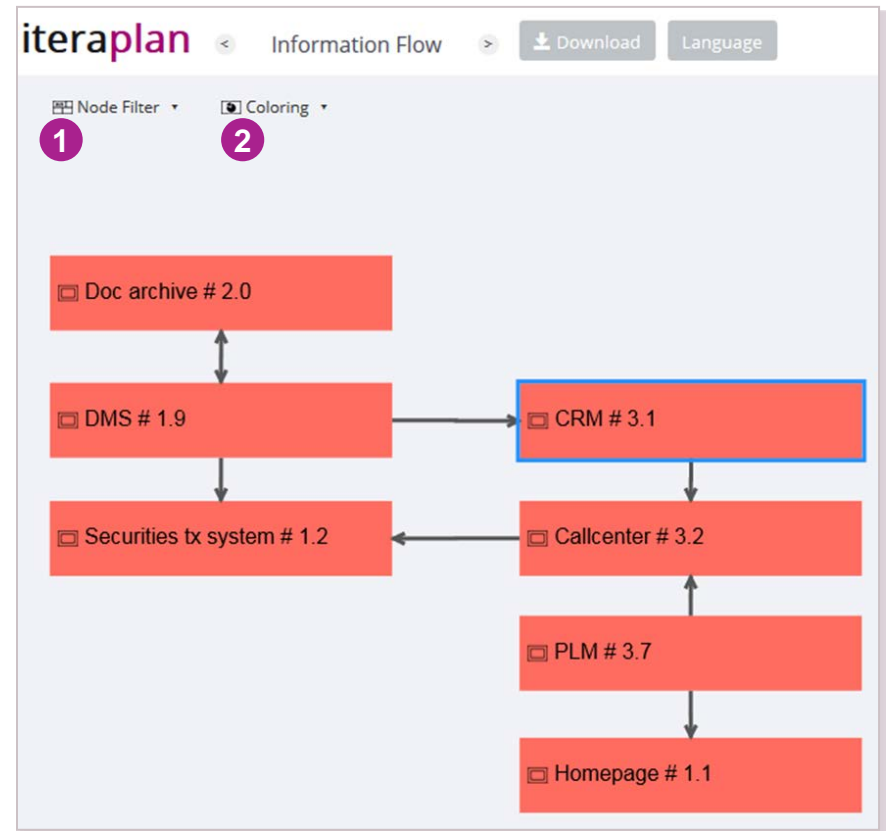 iteraplan < Information Flow > Download Language
Node Filter ▾ Coloring ▾
1 2
Doc archive # 2.0
DMS # 1.9
CRM # 3.1
Securities tx system # 1.2
Callcenter # 3.2
PLM # 3.7
Homepage # 1.1